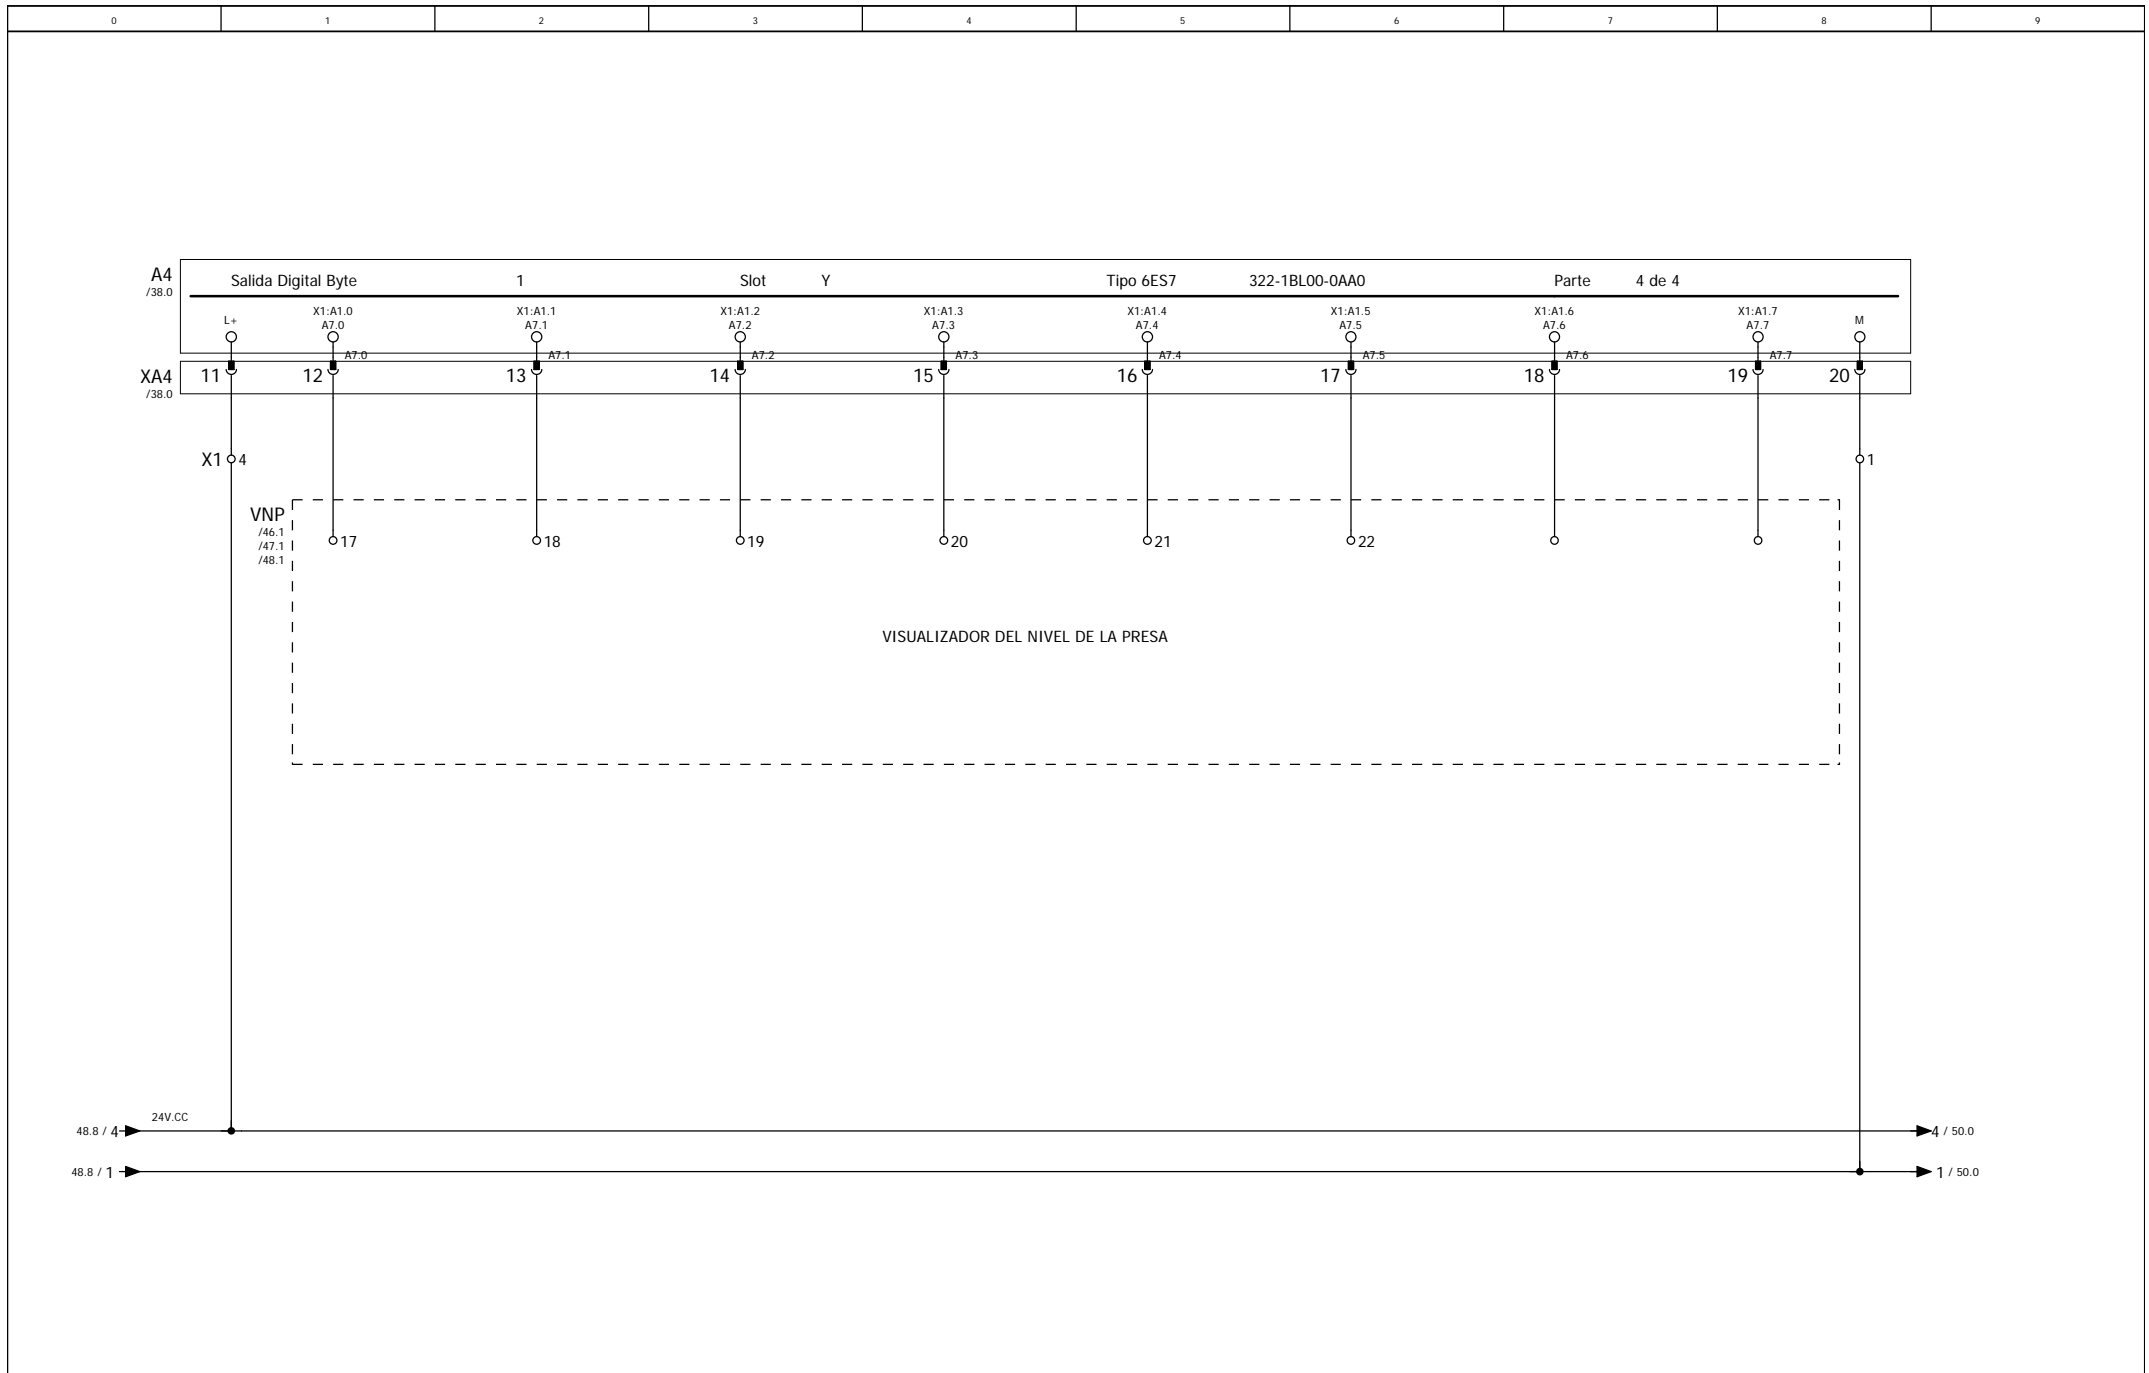 0 1 2 3 4 5 6 7 8 9
A4 Salida Digital Byte 1 Slot Y Tipo 6ES7 322-1BL00-0AA0 Parte 4 de 4
/38.0
X1:A1.0 X1:A1.1 X1:A1.2 X1:A1.3 X1:A1.4 X1:A1.5 X1:A1.6 X1:A1.7
L+ A7.0 A7.1 A7.2 A7.3 A7.4 A7.5 A7.6 A7.7 M
A7.0 A7.1 A7.2 A7.3 A7.4 A7.5 A7.6 A7.7
XA4 11 12 13 14 15 16 17 18 19 20
/38.0
X1 4 1
VNP
/46.1
/47.1
/48.1
17 18 19 20 21 22
VISUALIZADOR DEL NIVEL DE LA PRESA
24V.CC
48.8 / 4 4 / 50.0
48.8 / 1 1 / 50.0